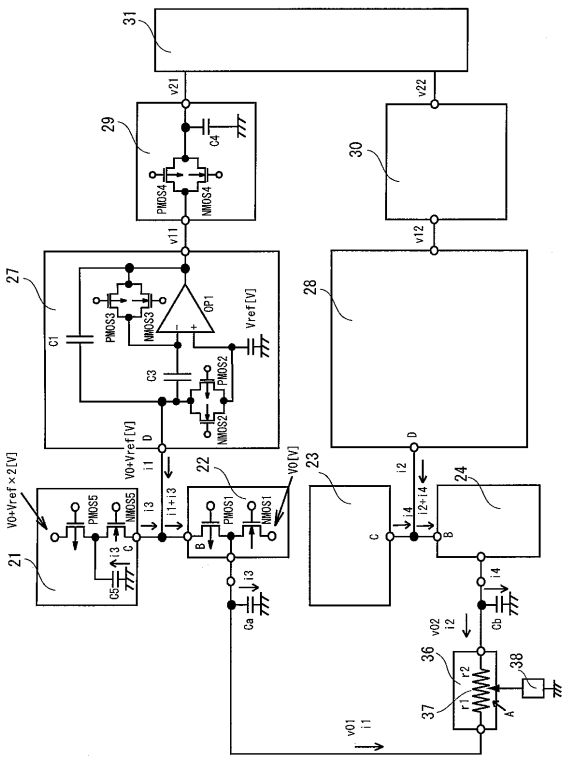 31
v21
v22
29
C4
PMOS4
NMOS4
30
v11
v12
27
C1
PMOS3
NMOS3
OP1
C3
Vref[V]
PMOS2
NMOS2
28
D
D
V0+Vref[V]
i1
i2
V0+Vref×2[V]
21
PMOS5
NMOS5
C5
i3
C
i3
i1+i3
22
B
PMOS1
NMOS1
V0[V]
23
C
i4
i2+i4
B
24
i3
Ca
i4
Cb
v02
i2
36
r1
r2
37
A
38
v01
i1